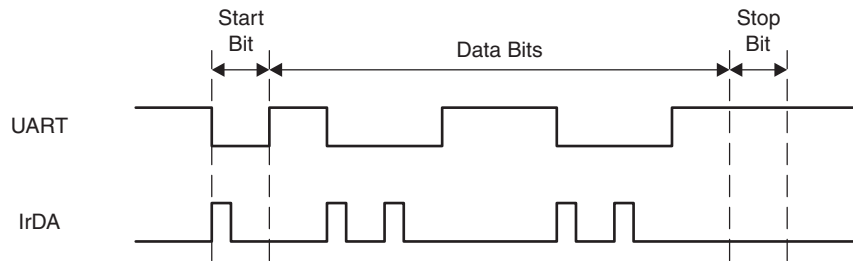 Start
Bit
Data Bits
Stop
Bit
UART
IrDA